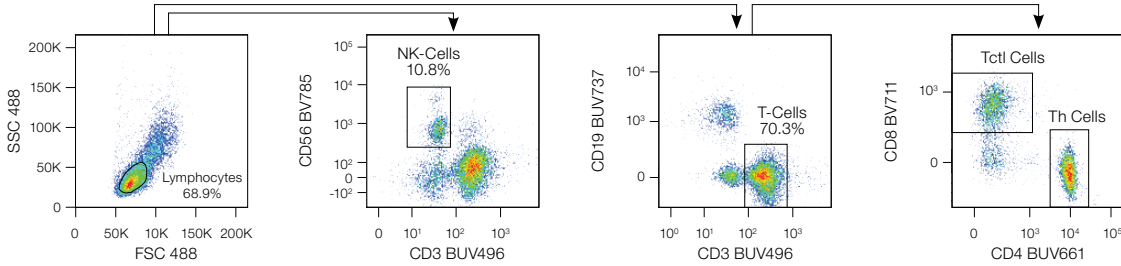 SSC 488
200K
150K
100K
50K
0
Lymphocytes
68.9%
0 50K 100K 150K 200K
FSC 488
CD56 BV785
10⁵
10⁴
10³
10²
0
-10²
NK-Cells
10.8%
0 10¹ 10² 10³
CD3 BUV496
CD19 BUV737
10⁴
10³
0
T-Cells
70.3%
10⁰ 10¹ 10² 10³
CD3 BUV496
CD8 BV711
10³
0
Tctl Cells
Th Cells
0 10³ 10⁴ 10⁵
CD4 BUV661